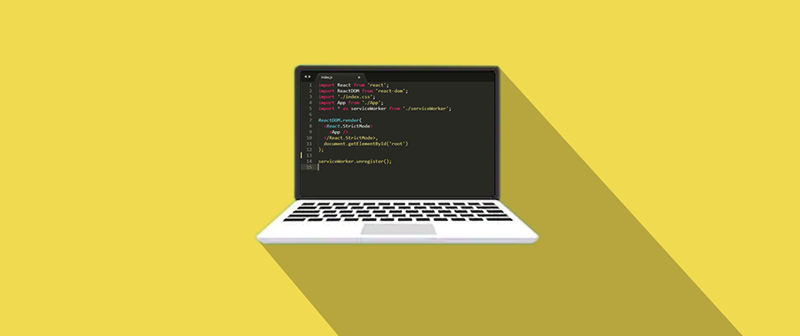 index.js
1 import React from 'react';
2 import ReactDOM from 'react-dom';
3 import './index.css';
4 import App from './App';
5 import * as serviceWorker from './serviceWorker';
6
7 ReactDOM.render(
8 <React.StrictMode>
9 <App />
10 </React.StrictMode>,
11 document.getElementById('root')
12 );
13
14 serviceWorker.unregister();
15